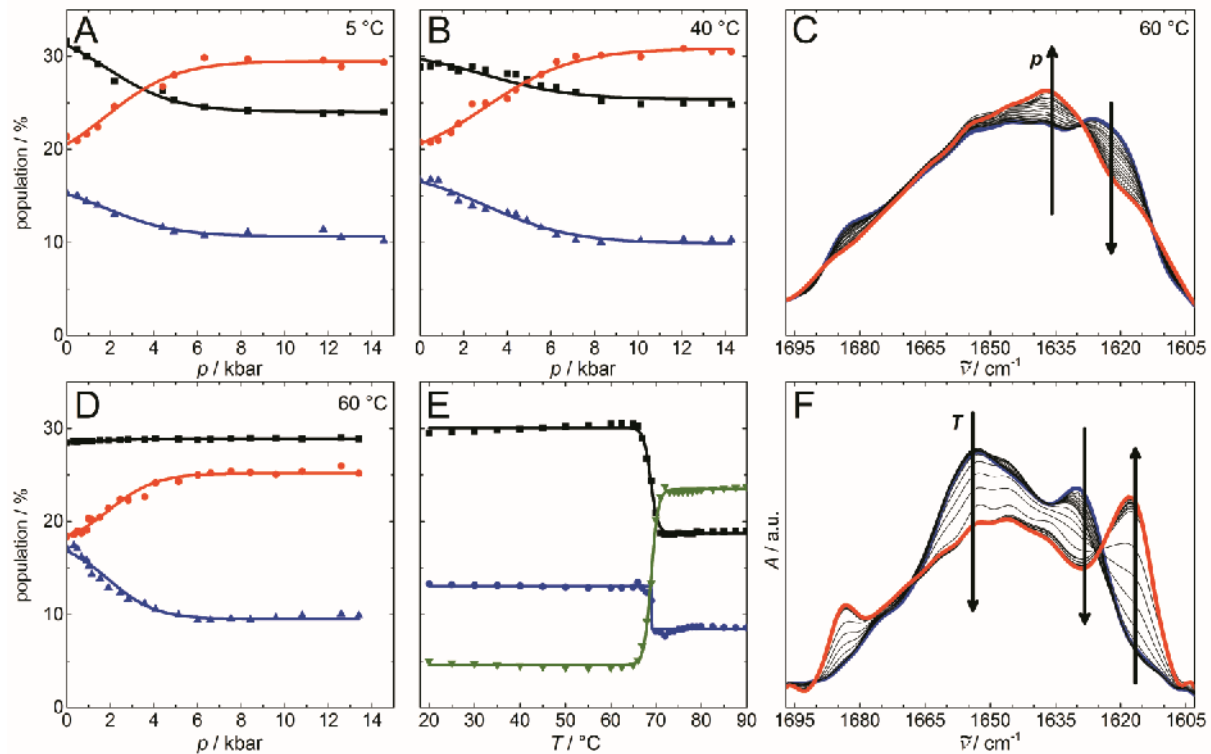 A
5 °C
B
40 °C
C
60 °C
population / %
30
20
10
0
p
0 2 4 6 8 10 12 14
0 2 4 6 8 10 12 14
1695 1680 1665 1650 1635 1620 1605
p / kbar
p / kbar
ṽ / cm⁻¹
D
60 °C
E
F
population / %
30
20
10
0
T
A / a.u.
0 2 4 6 8 10 12 14
20 30 40 50 60 70 80 90
1695 1680 1665 1650 1635 1620 1605
p / kbar
T / °C
ṽ / cm⁻¹